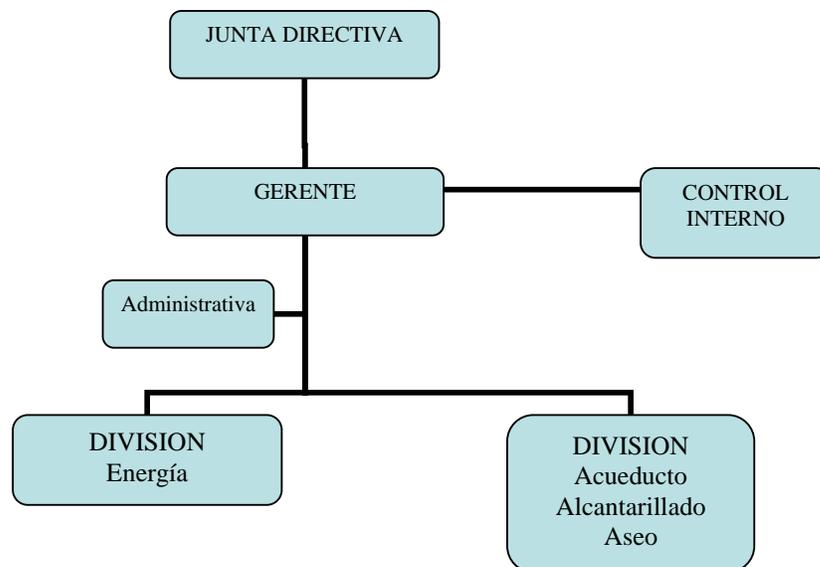 JUNTA DIRECTIVA
GERENTE
CONTROL
INTERNO
Administrativa
DIVISION
Energía
DIVISION
Acueducto
Alcantarillado
Aseo